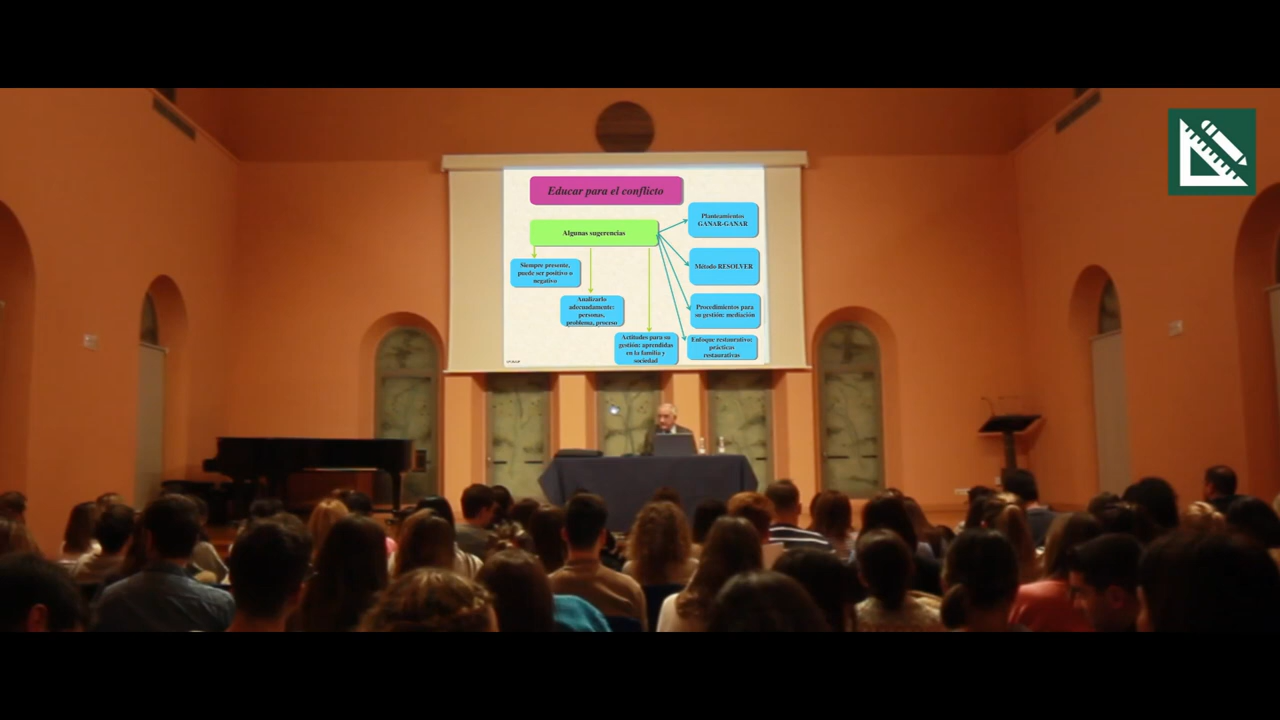 Educar para el conflicto
Algunas sugerencias
Siempre presente,
puede ser positivo o
negativo
Analizarlo
adecuadamente:
personas,
problema, proceso
Actitudes para su
gestión: aprendidas
en la familia y
sociedad
Planteamientos
GANAR-GANAR
Método RESOLVER
Procedimientos para
su gestión: mediación
Enfoque restaurativo:
prácticas
restaurativas